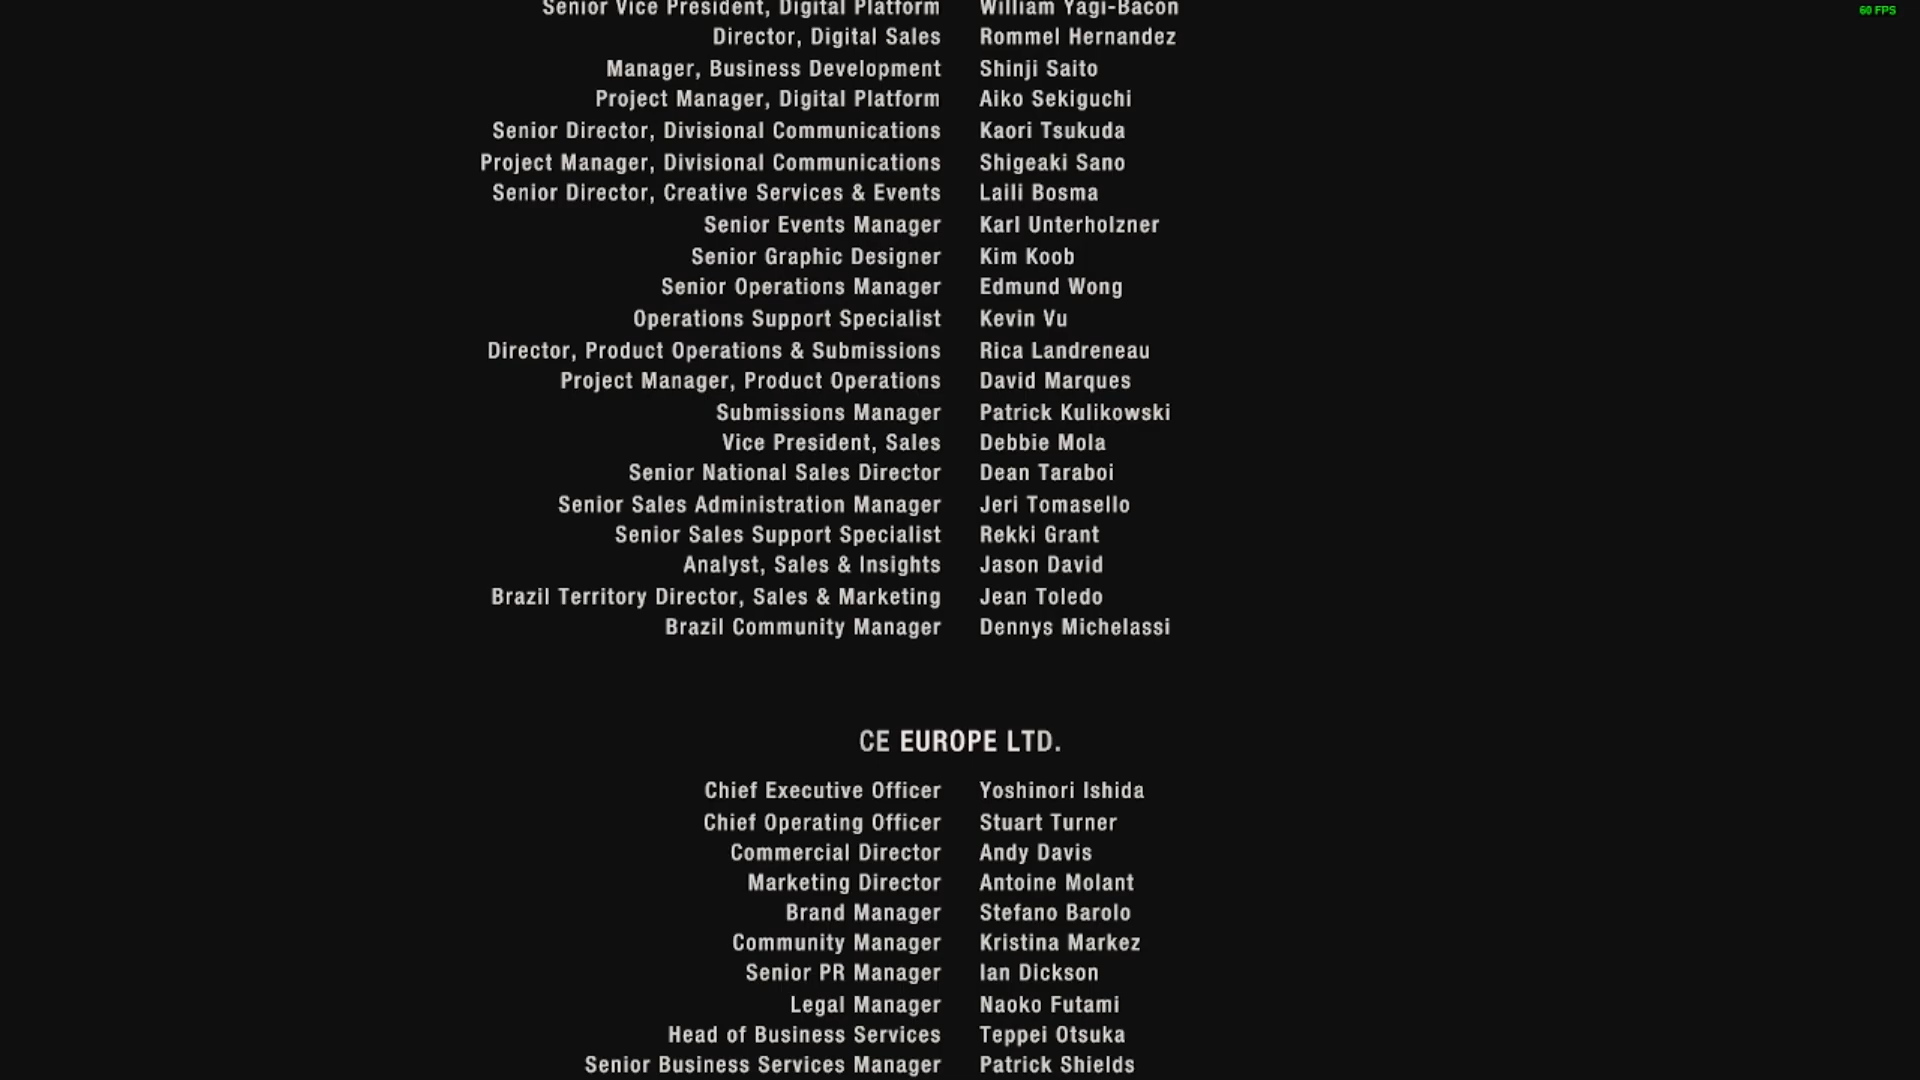 60 FPS
Senior Vice President, Digital Platform William Yagi-Bacon
Director, Digital Sales Rommel Hernandez
Manager, Business Development Shinji Saito
Project Manager, Digital Platform Aiko Sekiguchi
Senior Director, Divisional Communications Kaori Tsukuda
Project Manager, Divisional Communications Shigeaki Sano
Senior Director, Creative Services & Events Laili Bosma
Senior Events Manager Karl Unterholzner
Senior Graphic Designer Kim Koob
Senior Operations Manager Edmund Wong
Operations Support Specialist Kevin Vu
Director, Product Operations & Submissions Rica Landreneau
Project Manager, Product Operations David Marques
Submissions Manager Patrick Kulikowski
Vice President, Sales Debbie Mola
Senior National Sales Director Dean Taraboi
Senior Sales Administration Manager Jeri Tomasello
Senior Sales Support Specialist Rekki Grant
Analyst, Sales & Insights Jason David
Brazil Territory Director, Sales & Marketing Jean Toledo
Brazil Community Manager Dennys Michelassi
CE EUROPE LTD.
Chief Executive Officer Yoshinori Ishida
Chief Operating Officer Stuart Turner
Commercial Director Andy Davis
Marketing Director Antoine Molant
Brand Manager Stefano Barolo
Community Manager Kristina Markez
Senior PR Manager Ian Dickson
Legal Manager Naoko Futami
Head of Business Services Teppei Otsuka
Senior Business Services Manager Patrick Shields